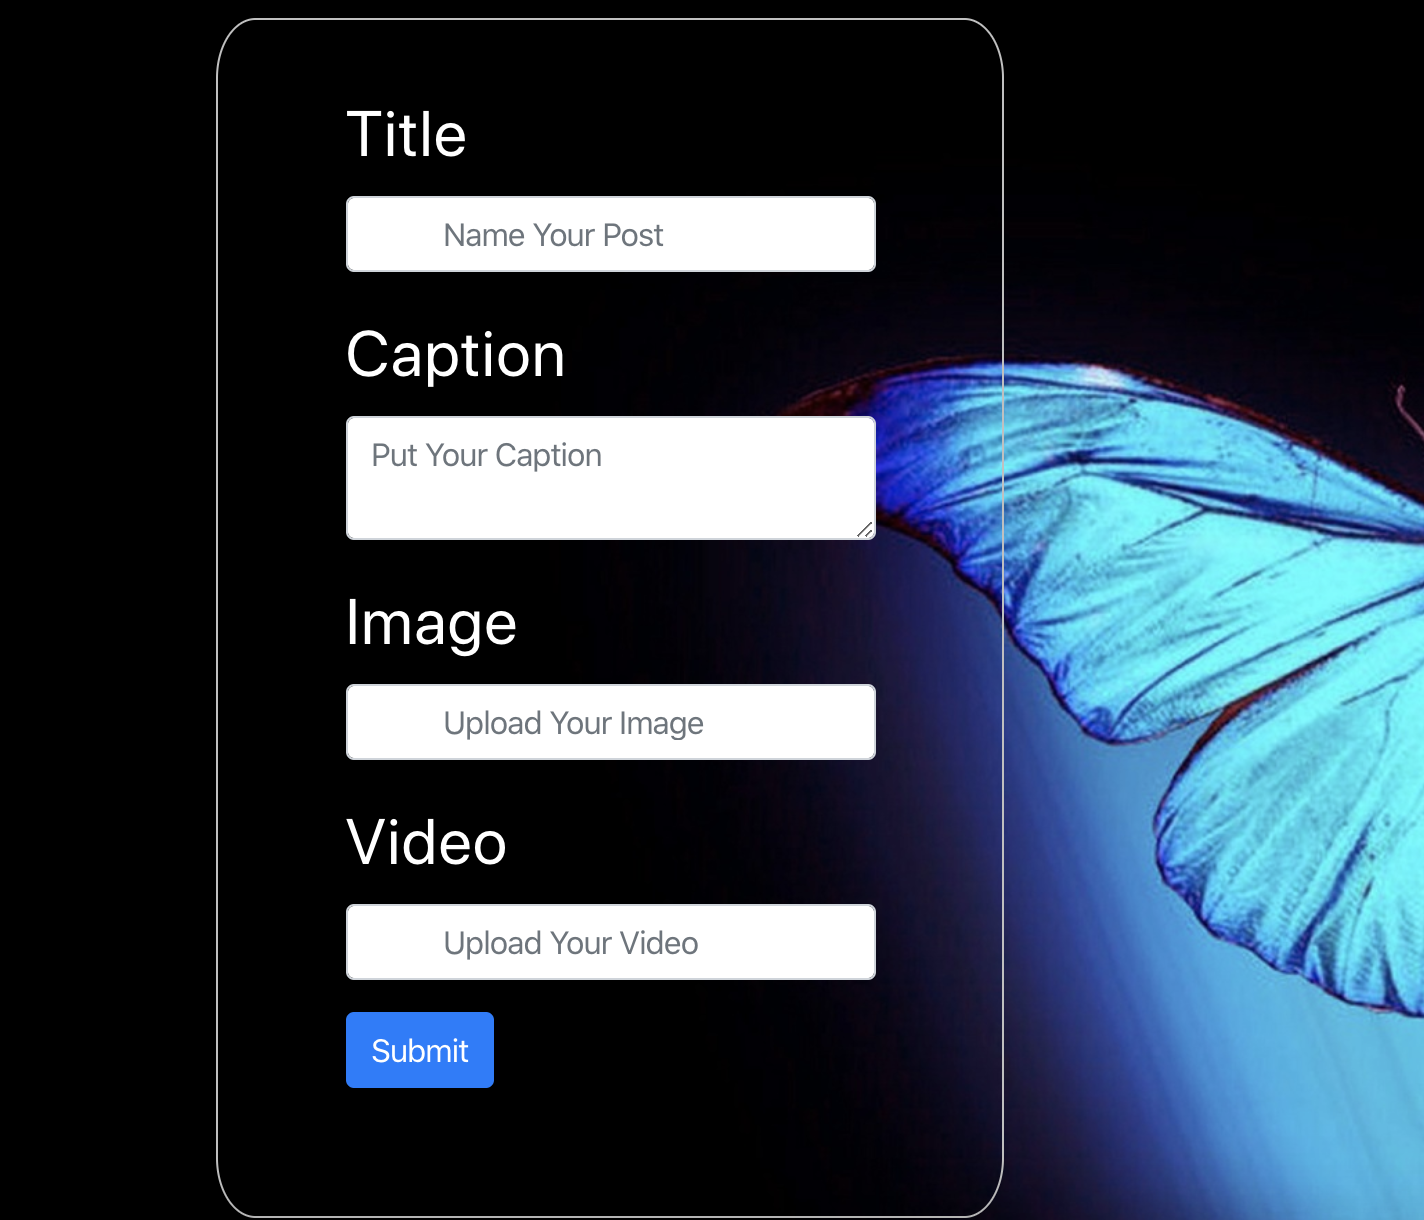 Title
Name Your Post
Caption
Put Your Caption
Image
Upload Your Image
Video
Upload Your Video
Submit